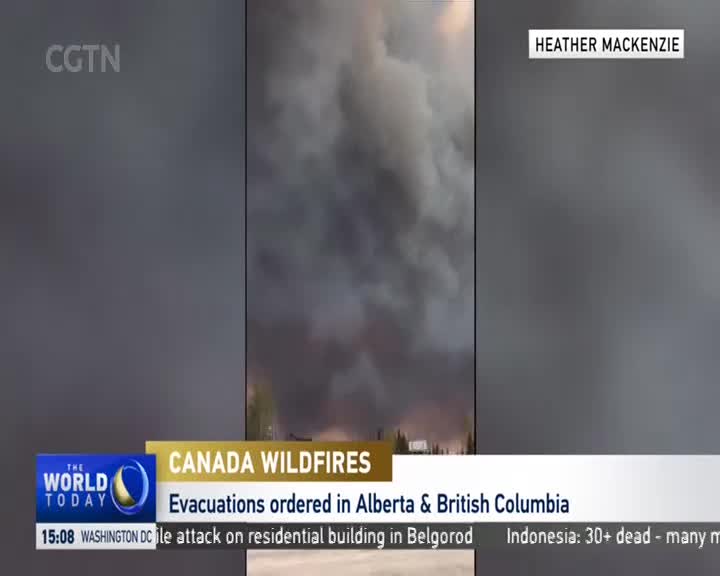 CGTN
HEATHER MACKENZIE
CANADA WILDFIRES
THE
WORLD
TODAY
Evacuations ordered in Alberta & British Columbia
15:08 WASHINGTON DC
attack on residential building in Belgorod Indonesia: 30+ dead - many